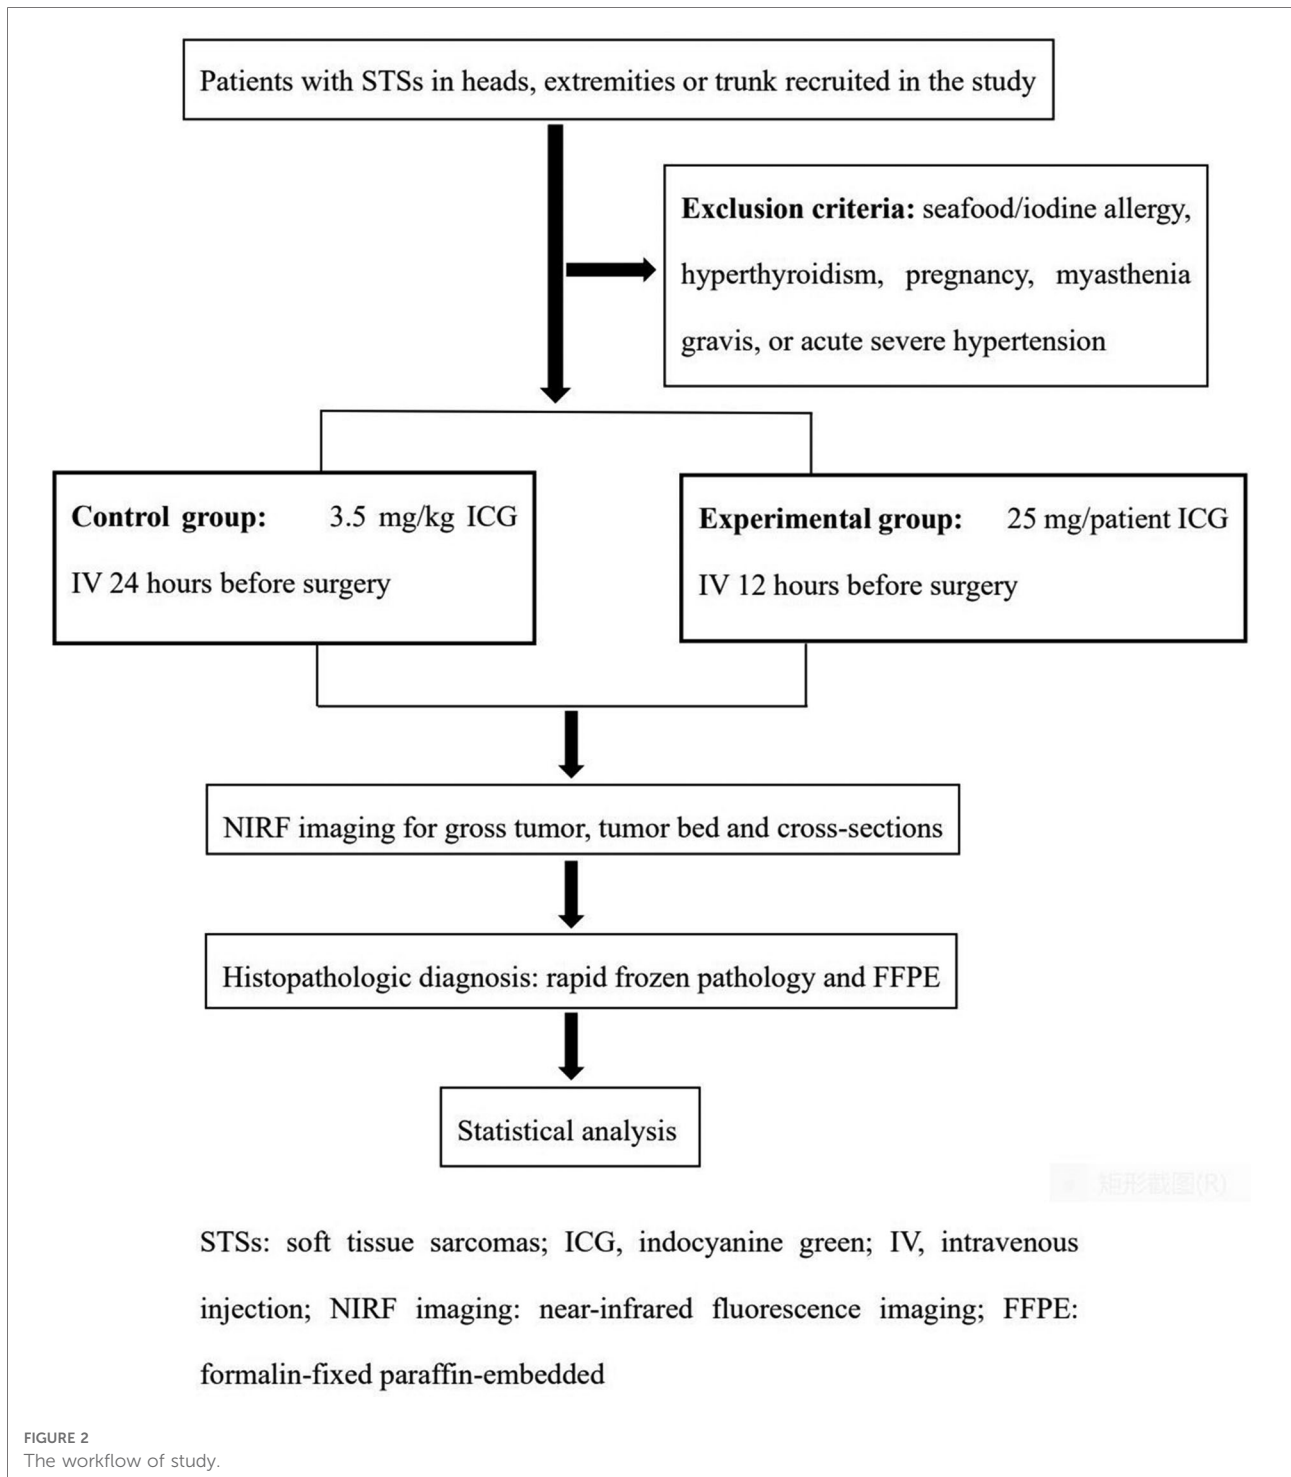 Patients with STSs in heads, extremities or trunk recruited in the study
Exclusion criteria: seafood/iodine allergy,
hyperthyroidism, pregnancy, myasthenia
gravis, or acute severe hypertension
Control group: 3.5 mg/kg ICG
IV 24 hours before surgery
Experimental group: 25 mg/patient ICG
IV 12 hours before surgery
NIRF imaging for gross tumor, tumor bed and cross-sections
Histopathologic diagnosis: rapid frozen pathology and FFPE
Statistical analysis
矩形截图(R)
STSs: soft tissue sarcomas; ICG, indocyanine green; IV, intravenous
injection; NIRF imaging: near-infrared fluorescence imaging; FFPE:
formalin-fixed paraffin-embedded
FIGURE 2
The workflow of study.